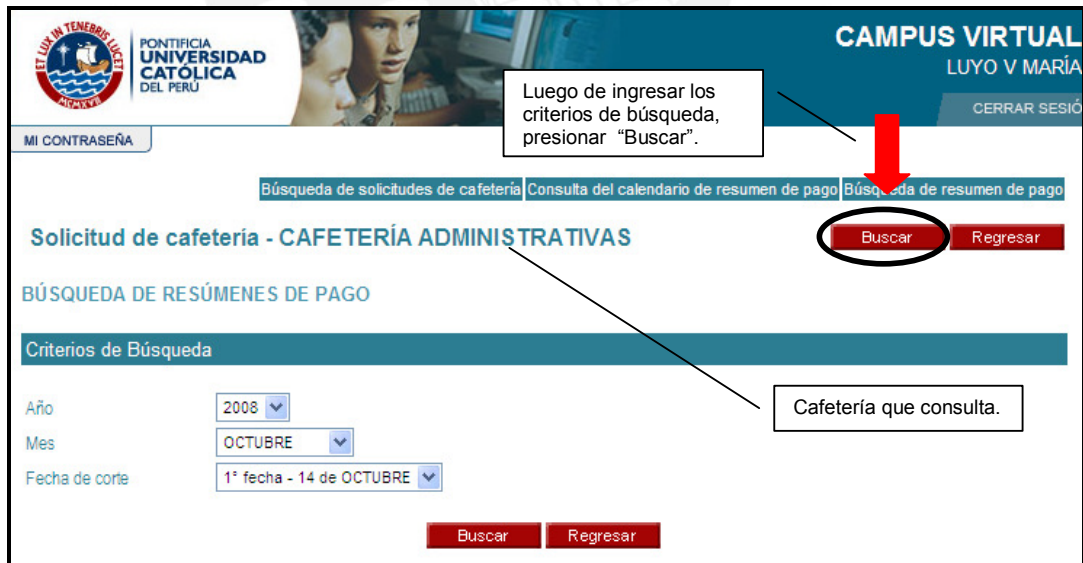 ET LUX IN TENEBRIS LUCET
MCMXVII
PONTIFICIA
UNIVERSIDAD
CATÓLICA
DEL PERÚ
CAMPUS VIRTUAL
LUYO V MARÍA
CERRAR SESIÓ
Luego de ingresar los
criterios de búsqueda,
presionar “Buscar”.
MI CONTRASEÑA
Búsqueda de solicitudes de cafetería Consulta del calendario de resumen de pago Búsqueda de resumen de pago
Solicitud de cafetería - CAFETERÍA ADMINISTRATIVAS
Buscar Regresar
BÚSQUEDA DE RESÚMENES DE PAGO
Criterios de Búsqueda
Año 2008
Mes OCTUBRE
Fecha de corte 1° fecha - 14 de OCTUBRE
Cafetería que consulta.
Buscar Regresar